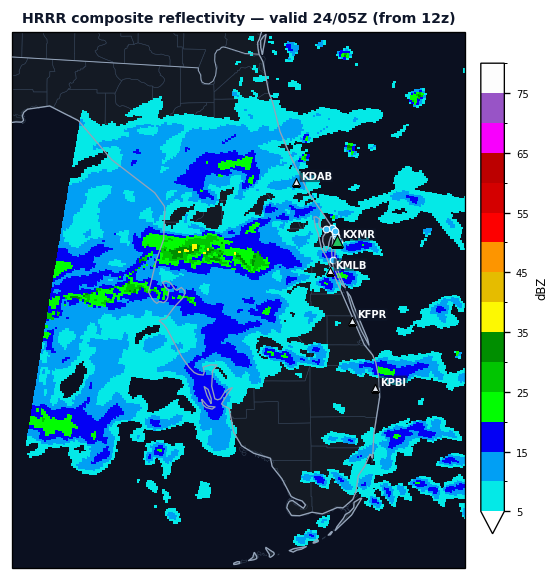 HRRR composite reflectivity — valid 24/05Z (from 12z)
KDAB
KXMR
KMLB
KFPR
KPBI
75
65
55
45
35
25
15
5
dBZ